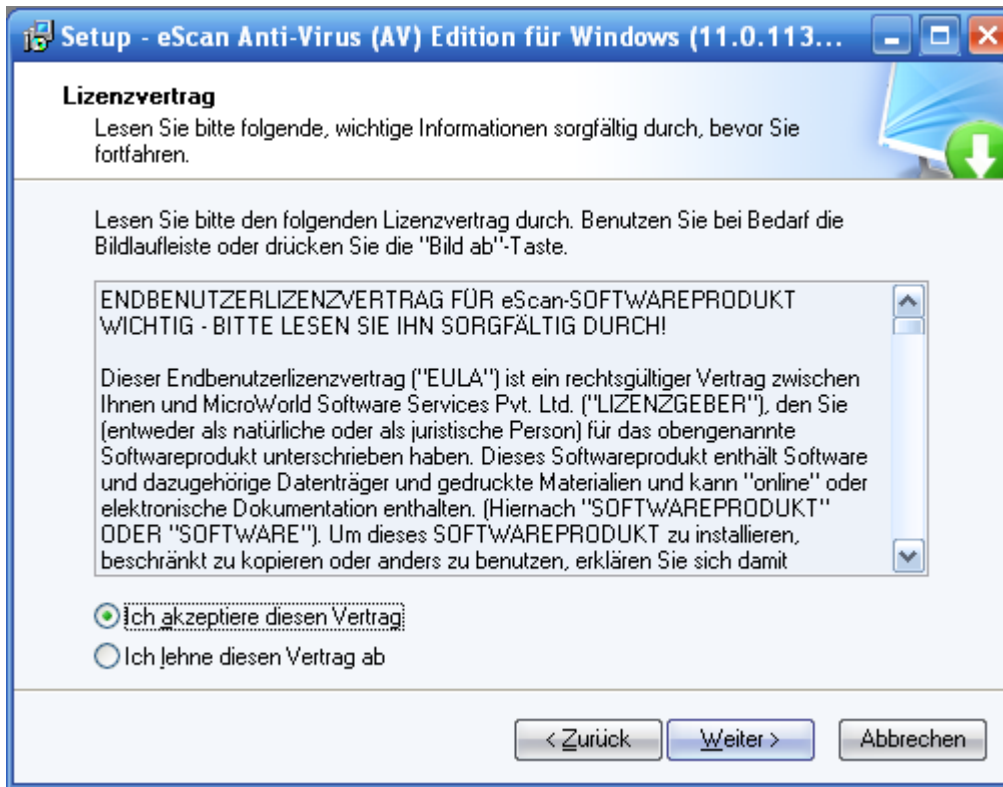 Setup - eScan Anti-Virus (AV) Edition für Windows (11.0.113...
Lizenzvertrag
Lesen Sie bitte folgende, wichtige Informationen sorgfältig durch, bevor Sie
fortfahren.
Lesen Sie bitte den folgenden Lizenzvertrag durch. Benutzen Sie bei Bedarf die
Bildlaufleiste oder drücken Sie die "Bild ab"-Taste.
ENDBENUTZERLIZENZVERTRAG FÜR eScan-SOFTWAREPRODUKT
WICHTIG - BITTE LESEN SIE IHN SORGFÄLTIG DURCH!
Dieser Endbenutzerlizenzvertrag ("EULA") ist ein rechtsgültiger Vertrag zwischen
Ihnen und MicroWorld Software Services Pvt. Ltd. ("LIZENZGEBER"), den Sie
(entweder als natürliche oder als juristische Person) für das obengenannte
Softwareprodukt unterschrieben haben. Dieses Softwareprodukt enthält Software
und dazugehörige Datenträger und gedruckte Materialien und kann "online" oder
elektronische Dokumentation enthalten. (Hiernach "SOFTWAREPRODUKT"
ODER "SOFTWARE"). Um dieses SOFTWAREPRODUKT zu installieren,
beschränkt zu kopieren oder anders zu benutzen, erklären Sie sich damit
Ich akzeptiere diesen Vertrag
Ich lehne diesen Vertrag ab
< Zurück
Weiter >
Abbrechen